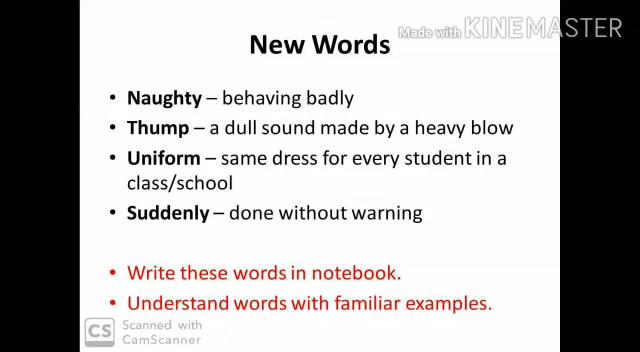 Made with KINEMASTER
New Words
• Naughty – behaving badly
• Thump – a dull sound made by a heavy blow
• Uniform – same dress for every student in a
class/school
• Suddenly – done without warning
• Write these words in notebook.
• Understand words with familiar examples.
CS Scanned with
CamScanner